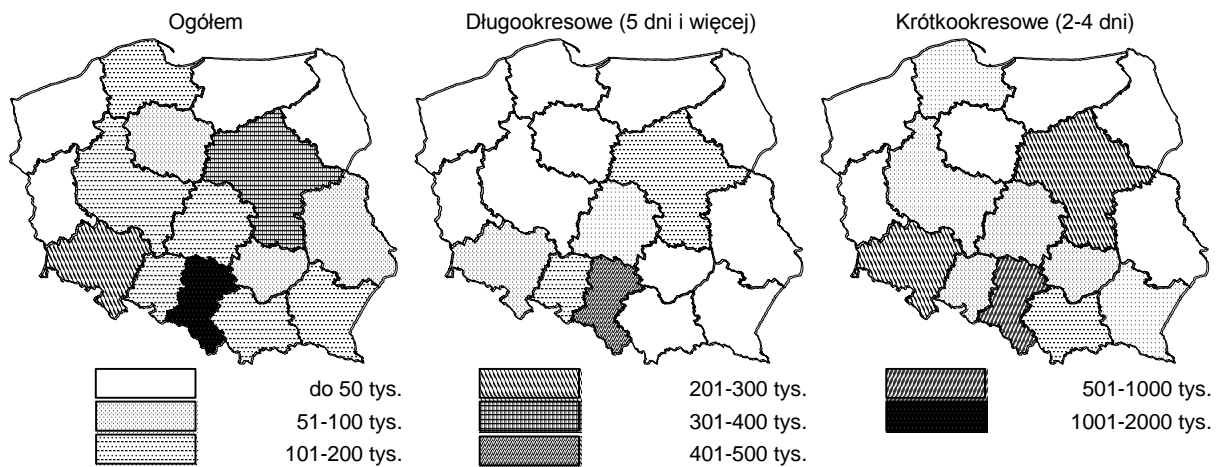 Ogółem
Długookresowe (5 dni i więcej)
Krótkookresowe (2-4 dni)
do 50 tys.
51-100 tys.
101-200 tys.
201-300 tys.
301-400 tys.
401-500 tys.
501-1000 tys.
1001-2000 tys.